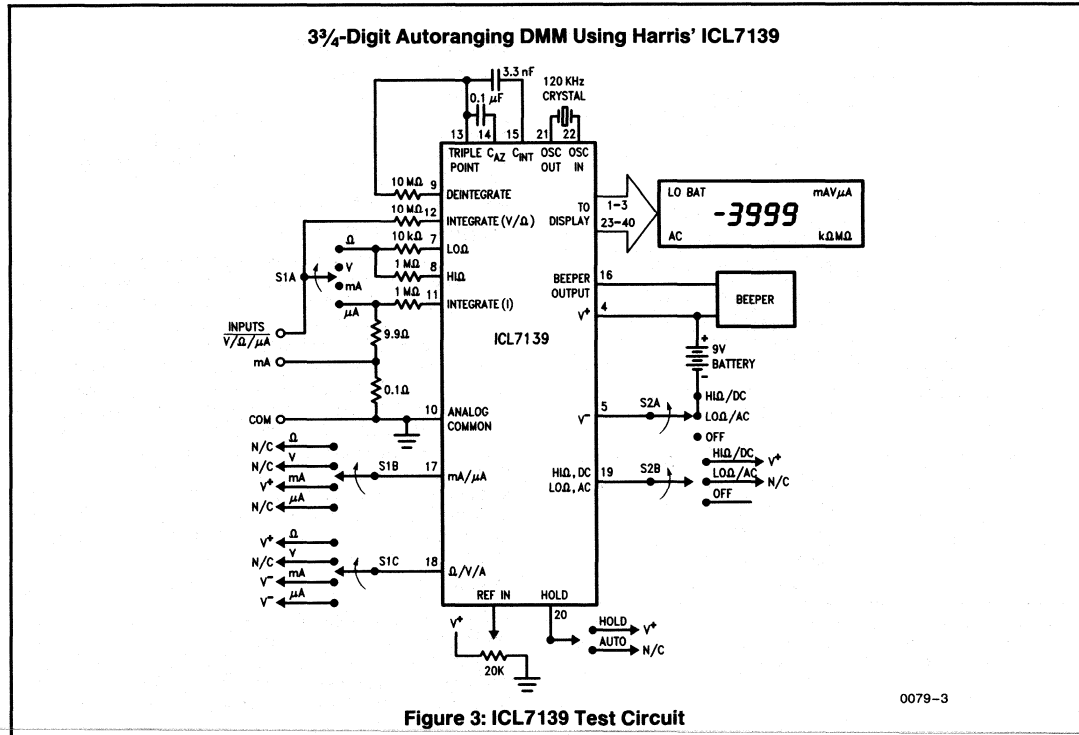 3¾-Digit Autoranging DMM Using Harris' ICL7139
3.3 nF
0.1 µF
120 KHz
CRYSTAL
13 14 15 21 22
TRIPLE POINT
C_AZ
C_INT
OSC OUT
OSC IN
10 MΩ 9 DEINTEGRATE
10 MΩ 12 INTEGRATE (V/Ω)
10 kΩ 7 LOΩ
1 MΩ 8 HIΩ
1 MΩ 11 INTEGRATE (I)
S1A
Ω
V
mA
µA
INPUTS
V/Ω/µA
mA
9.9Ω
0.1Ω
COM
10 ANALOG COMMON
ICL7139
TO DISPLAY
1-3
23-40
LO BAT mAVµA
-3999
AC kΩMΩ
BEEPER OUTPUT 16
BEEPER
V+ 4
+
9V
BATTERY
-
V- 5 S2A
HIΩ/DC
LOΩ/AC
OFF
HIΩ, DC
LOΩ, AC
19 S2B
HIΩ/DC V+
LOΩ/AC N/C
OFF
N/C Ω
N/C V
V+ mA
N/C µA
S1B 17 mA/µA
V+ Ω
N/C V
V- mA
V- µA
S1C 18 Ω/V/A
REF IN
HOLD
20
V+
20K
HOLD V+
AUTO N/C
0079-3
Figure 3: ICL7139 Test Circuit